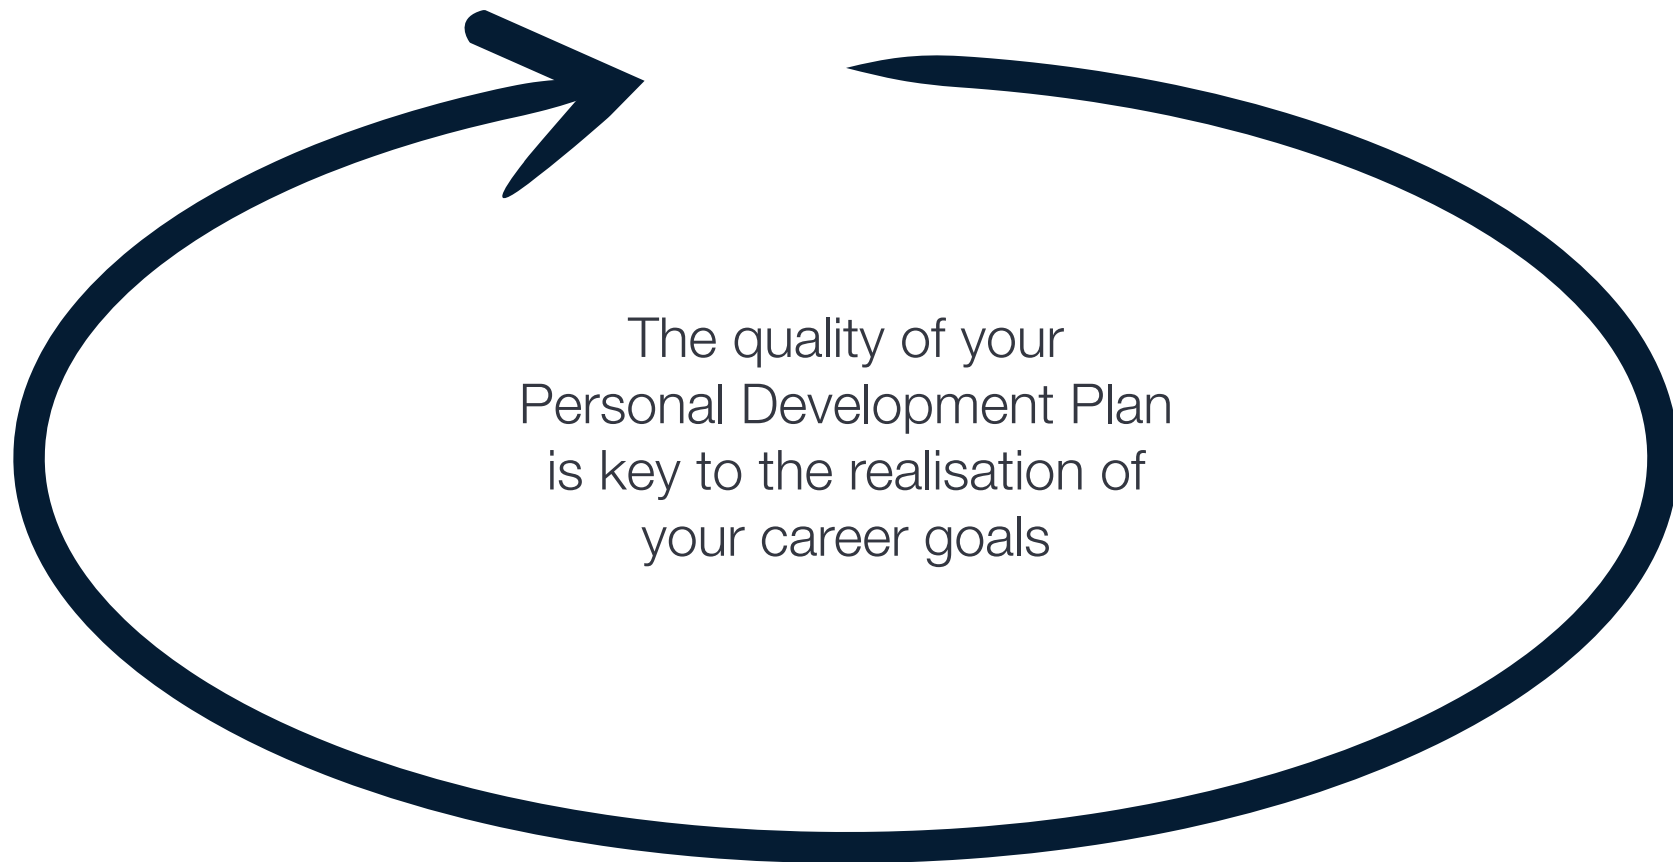 The quality of your
Personal Development Plan
is key to the realisation of
your career goals